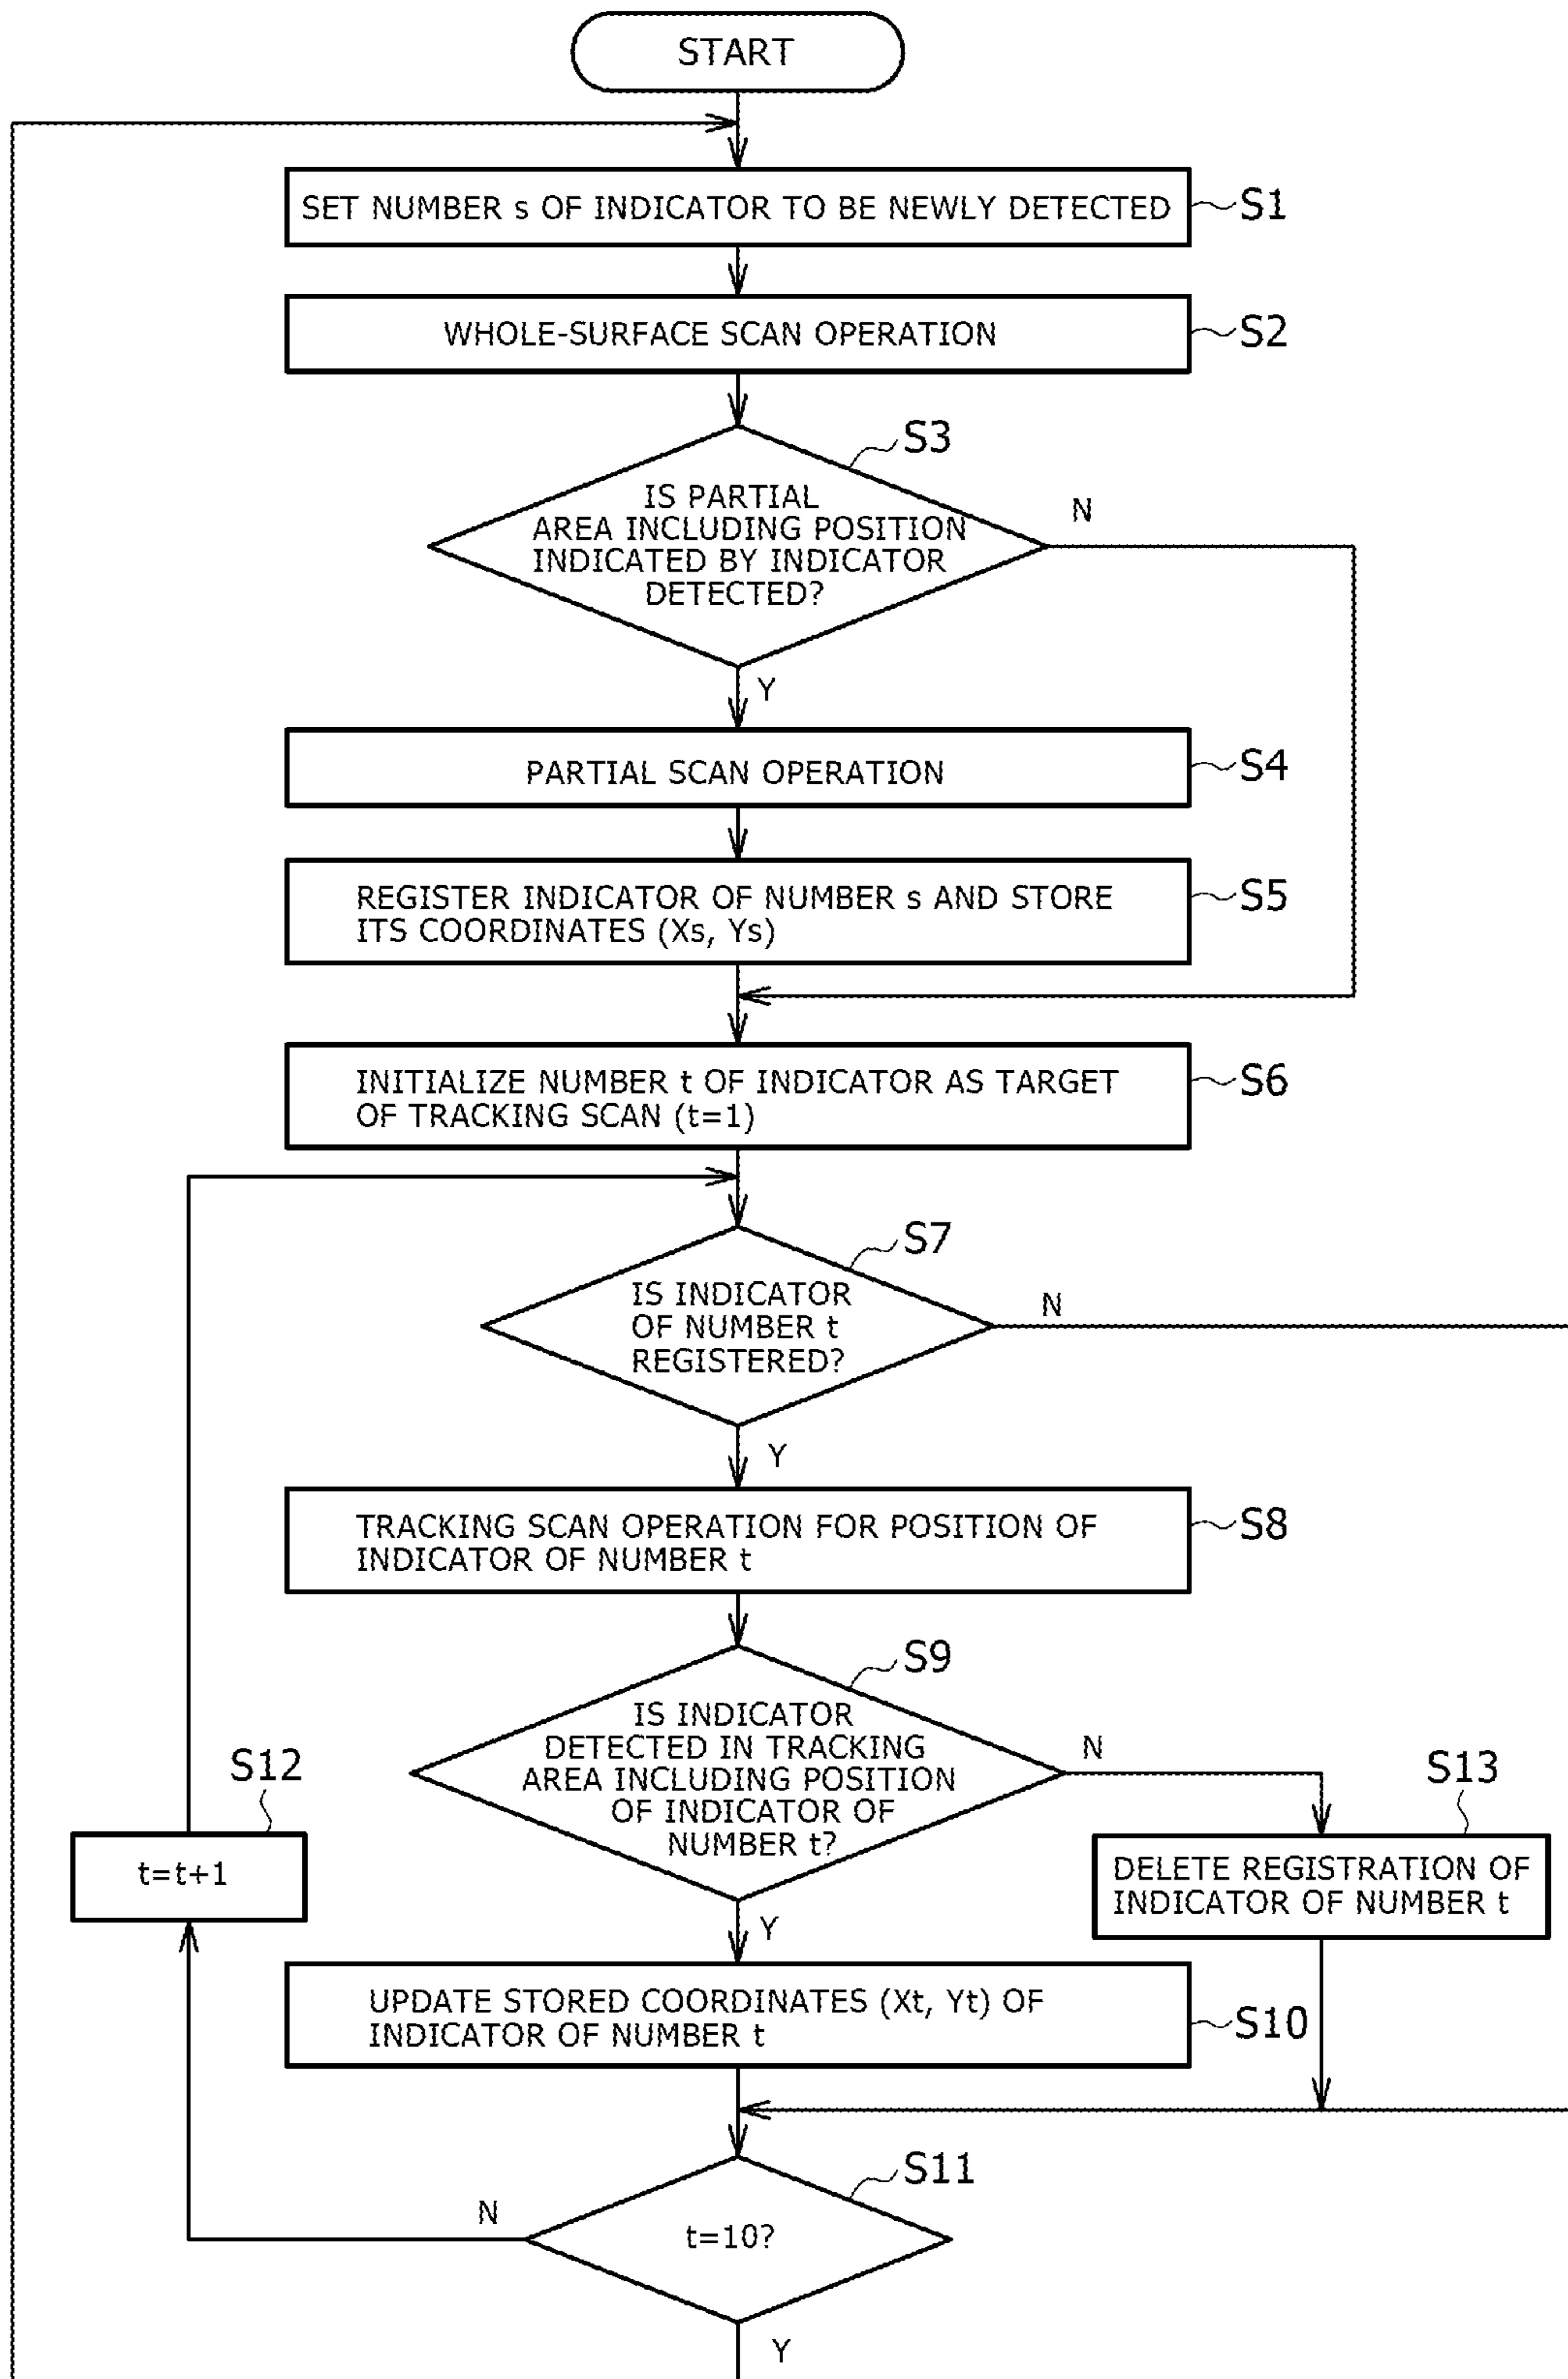 START
SET NUMBER s OF INDICATOR TO BE NEWLY DETECTED
S1
WHOLE-SURFACE SCAN OPERATION
S2
S3
IS PARTIAL
AREA INCLUDING POSITION
INDICATED BY INDICATOR
DETECTED?
N
Y
PARTIAL SCAN OPERATION
S4
REGISTER INDICATOR OF NUMBER s AND STORE
ITS COORDINATES (Xs, Ys)
S5
INITIALIZE NUMBER t OF INDICATOR AS TARGET
OF TRACKING SCAN (t=1)
S6
S7
IS INDICATOR
OF NUMBER t
REGISTERED?
N
Y
TRACKING SCAN OPERATION FOR POSITION OF
INDICATOR OF NUMBER t
S8
S9
IS INDICATOR
DETECTED IN TRACKING
AREA INCLUDING POSITION
OF INDICATOR OF
NUMBER t?
N
Y
S12
t=t+1
S13
DELETE REGISTRATION OF
INDICATOR OF NUMBER t
UPDATE STORED COORDINATES (Xt, Yt) OF
INDICATOR OF NUMBER t
S10
S11
t=10?
N
Y